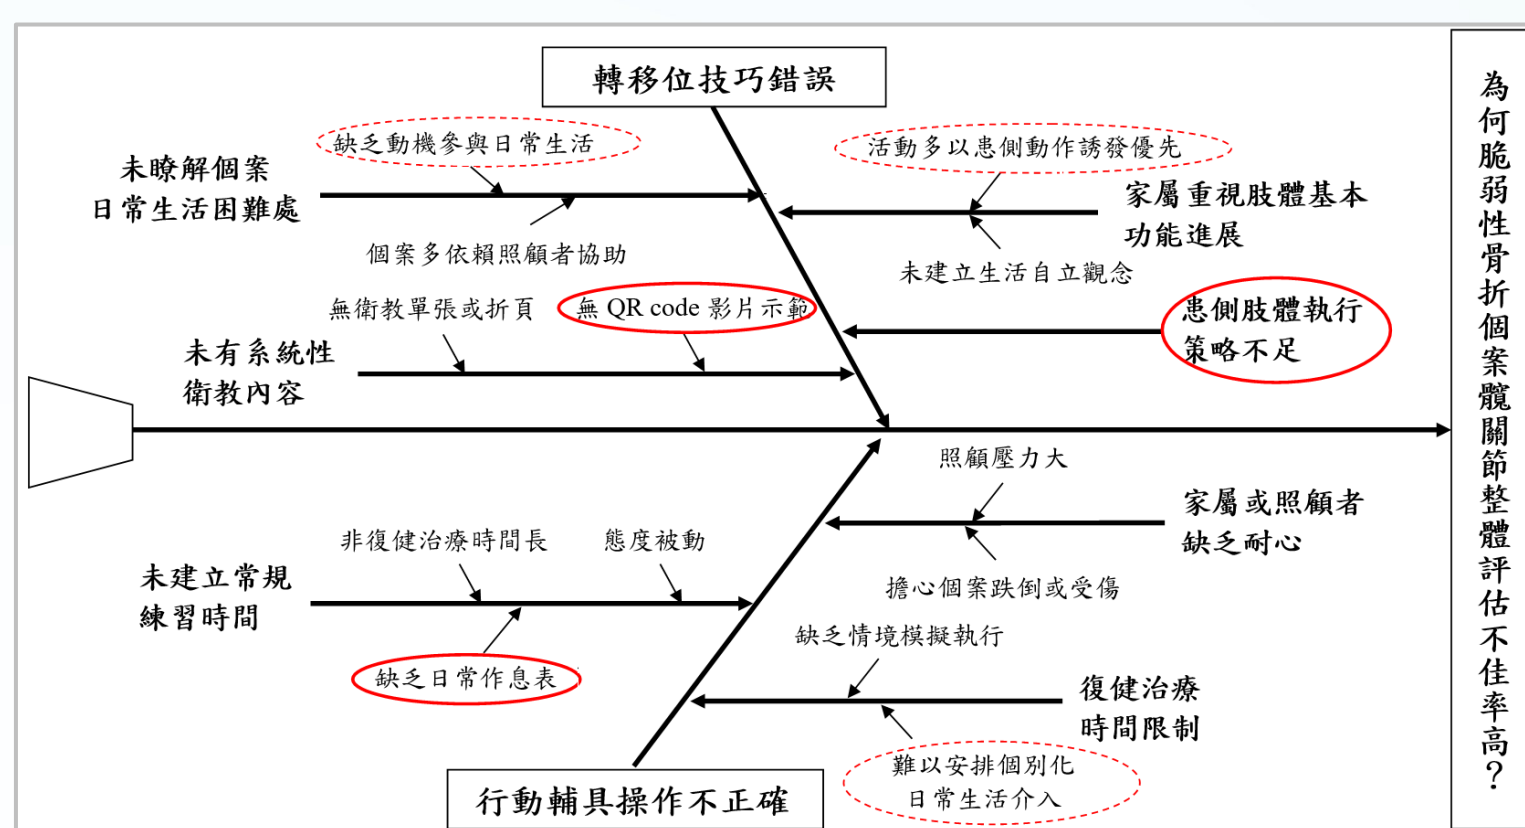 轉移位技巧錯誤
缺乏動機參與日常生活
未瞭解個案
日常生活困難處
個案多依賴照顧者協助
活動多以患側動作誘發優先
家屬重視肢體基本
功能進展
未建立生活自立觀念
無衛教單張或折頁
無 QR code 影片示範
未有系統性
衛教內容
患側肢體執行
策略不足
照顧壓力大
家屬或照顧者
缺乏耐心
擔心個案跌倒或受傷
非復健治療時間長
態度被動
未建立常規
練習時間
缺乏日常作息表
缺乏情境模擬執行
復健治療
時間限制
難以安排個別化
日常生活介入
行動輔具操作不正確
為何脆弱性骨折個案髖關節整體評估不佳率高？